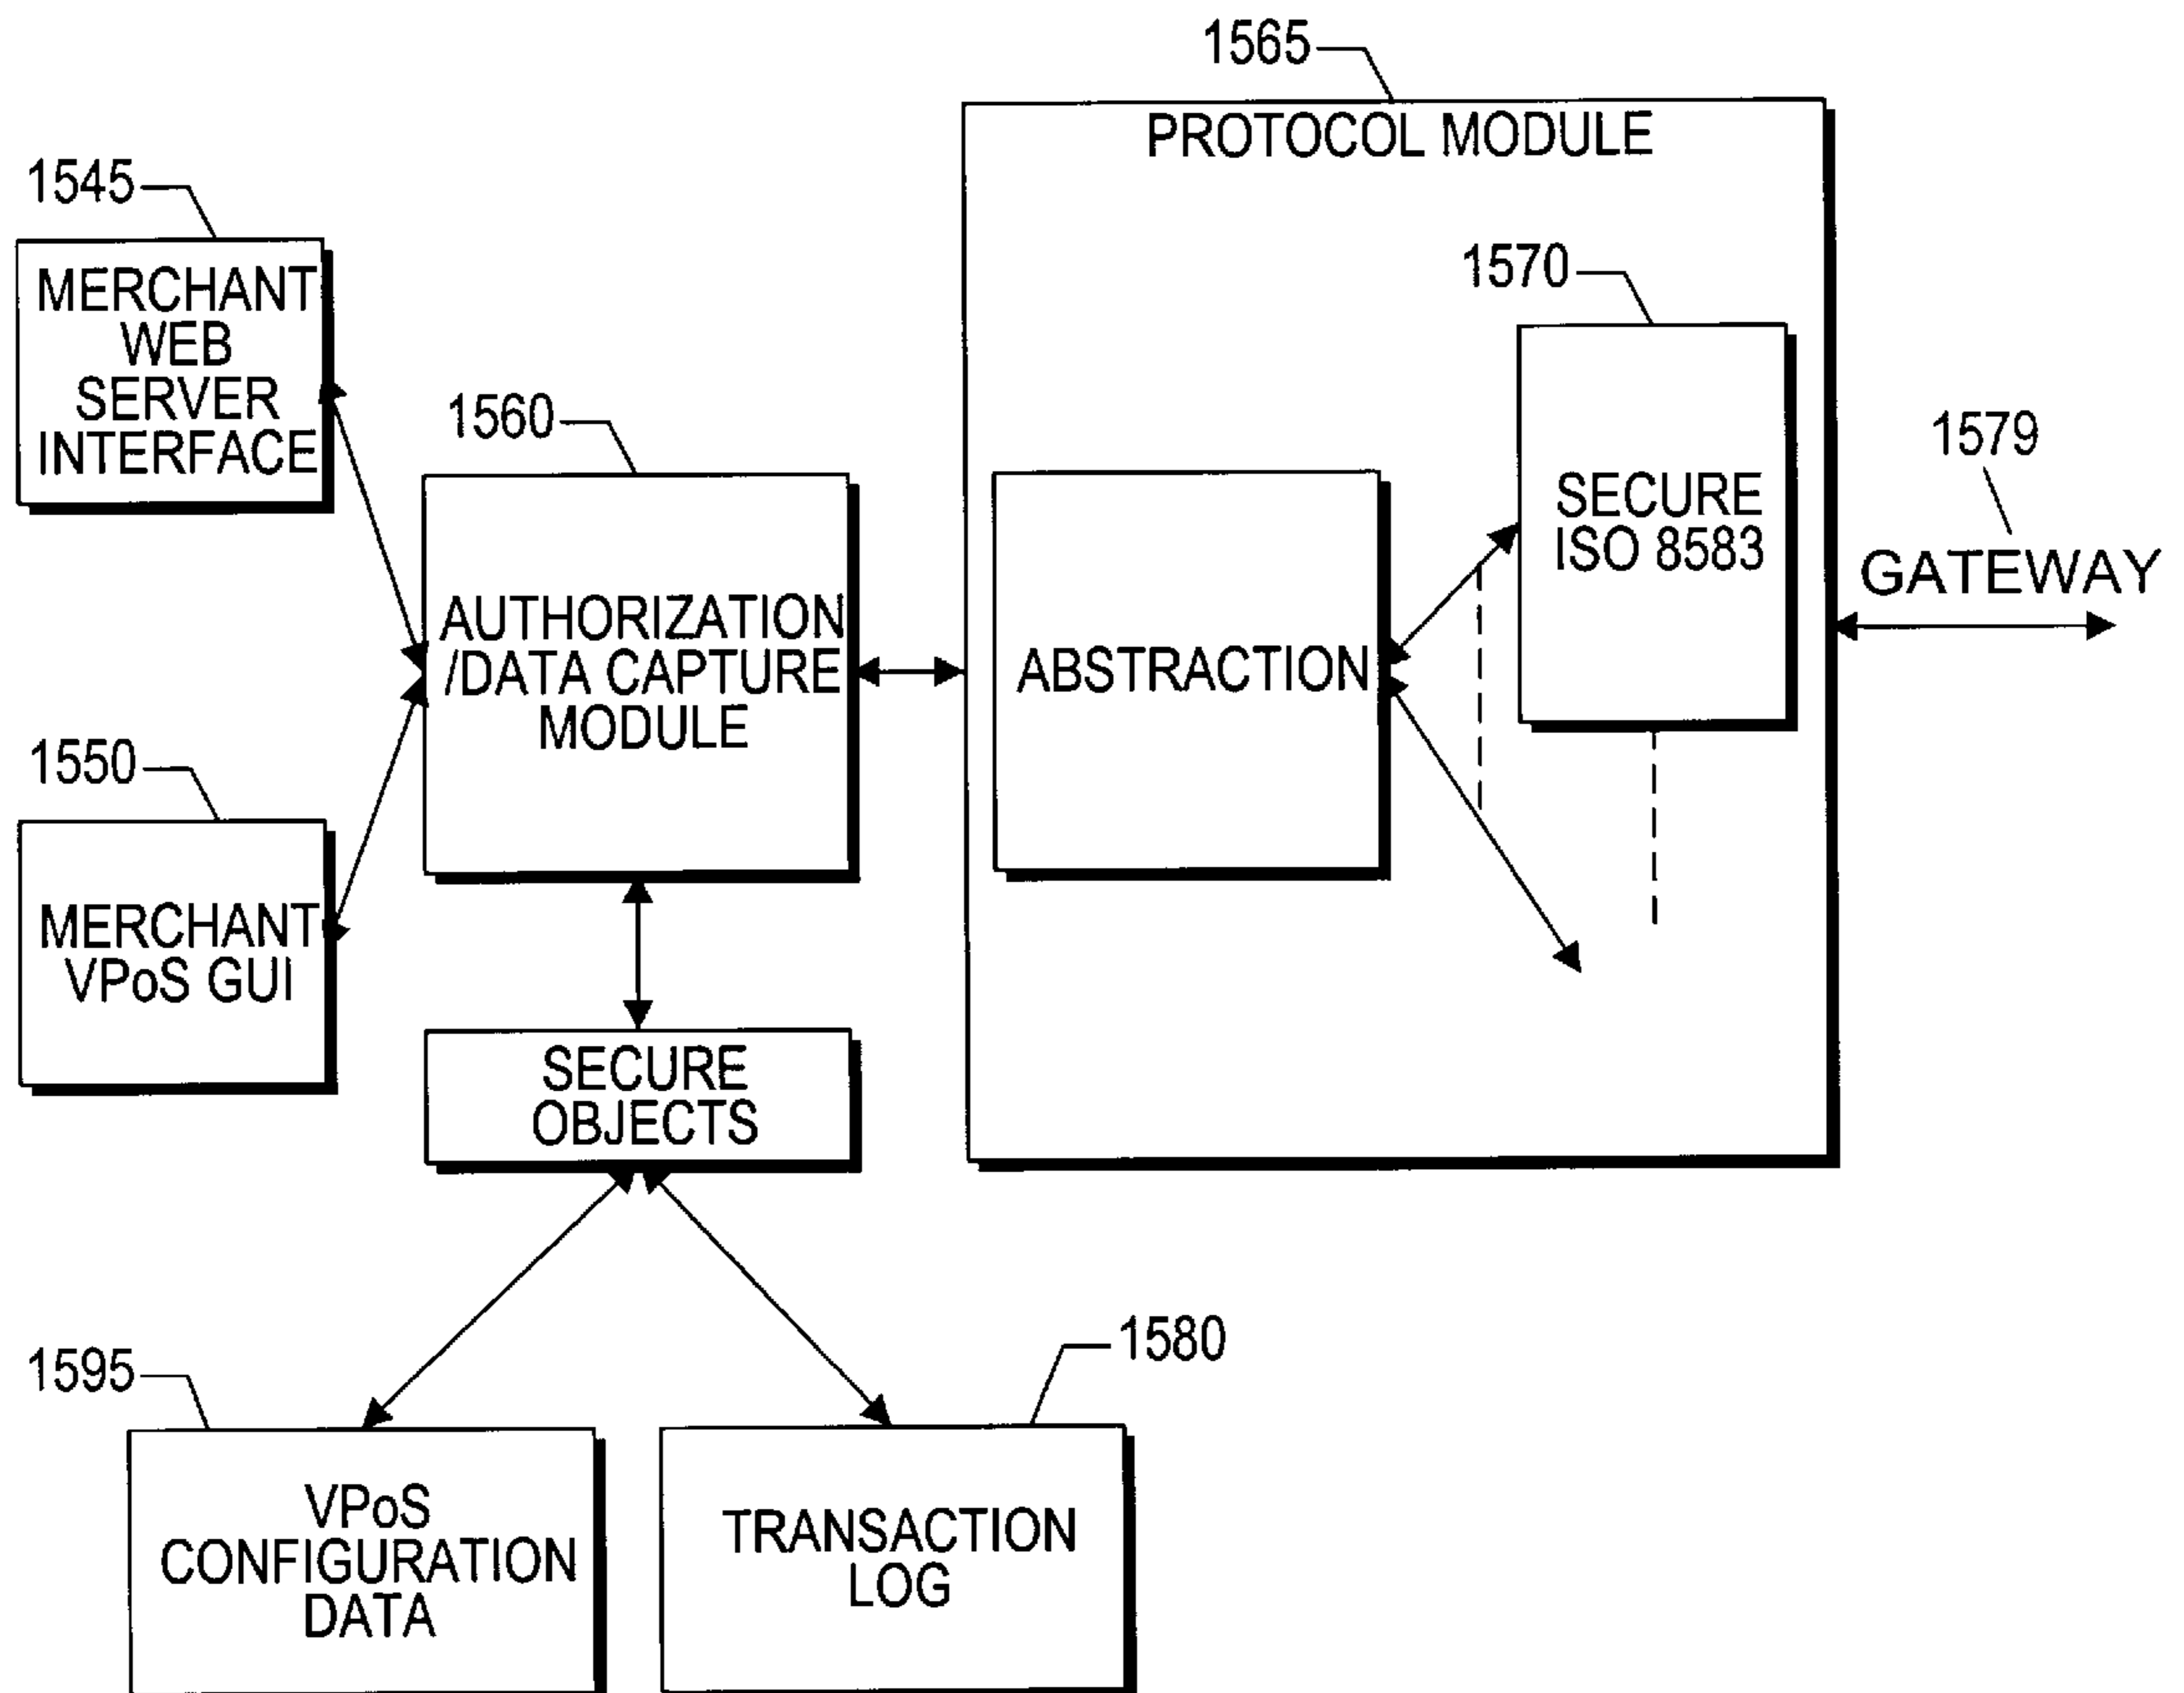 1565
PROTOCOL MODULE
1545
MERCHANT
WEB
SERVER
INTERFACE
1570
SECURE
ISO 8583
1560
AUTHORIZATION
/DATA CAPTURE
MODULE
ABSTRACTION
1579
GATEWAY
1550
MERCHANT
VPoS GUI
SECURE
OBJECTS
1595
VPoS
CONFIGURATION
DATA
1580
TRANSACTION
LOG